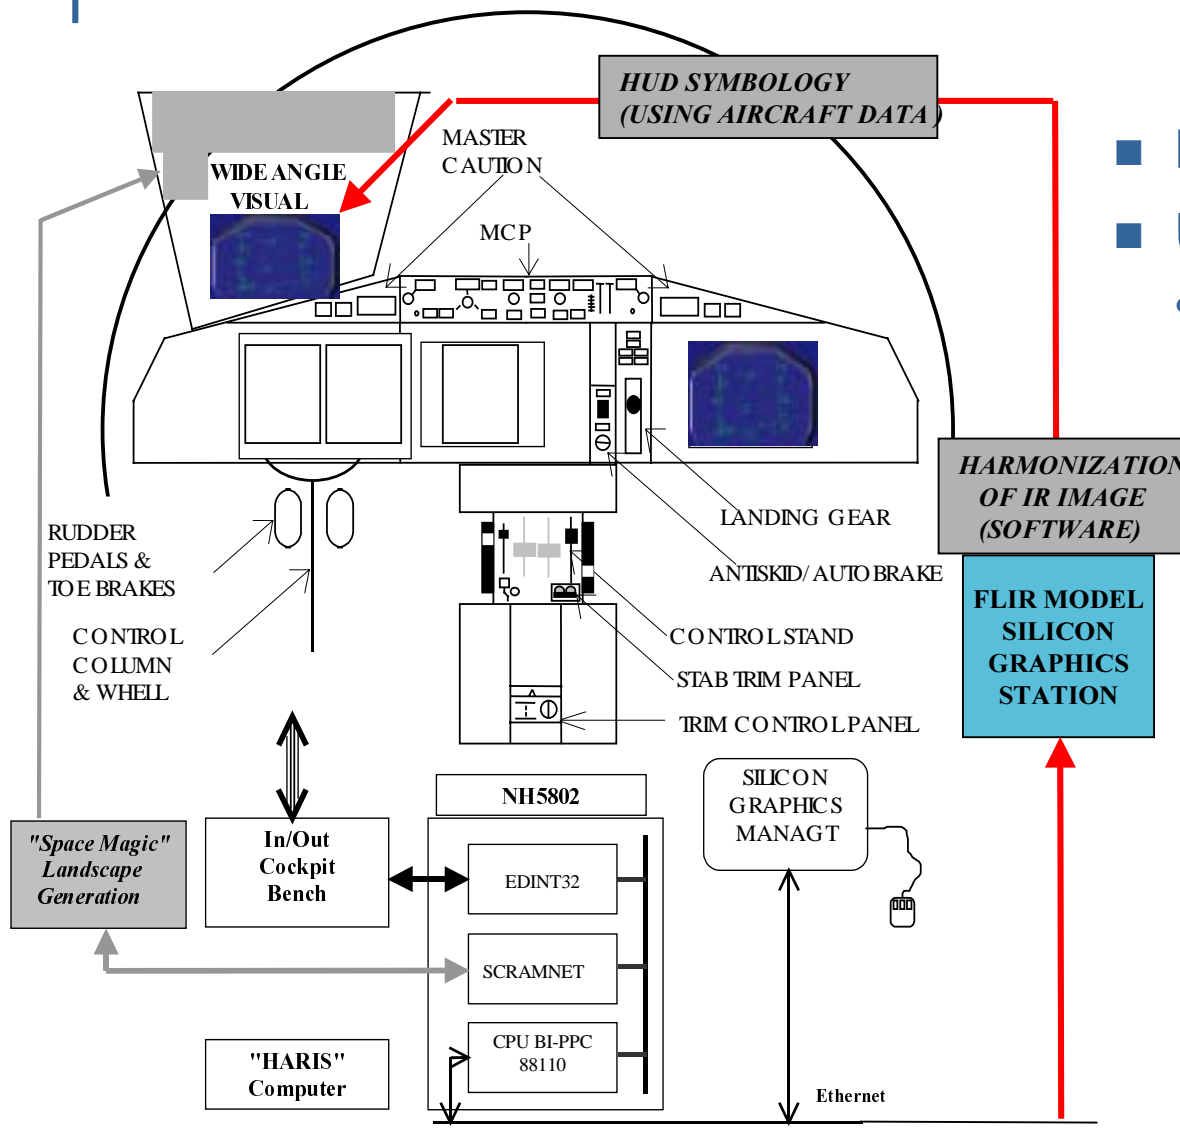 HUD SYMBOLOGY
(USING AIRCRAFT DATA )
MASTER
CAUTION
WIDE ANGLE
VISUAL
MCP
HARMONIZATION
OF IR IMAGE
(SOFTWARE)
LANDING GEAR
ANTISKID/AUTOBRAKE
RUDDER
PEDALS &
TOE BRAKES
FLIR MODEL
SILICON
GRAPHICS
STATION
CONTROL
COLUMN
& WHELL
CONTROL STAND
STAB TRIM PANEL
TRIM CONTROL PANEL
SILICON
GRAPHICS
MANAGT
NH5802
"Space Magic"
Landscape
Generation
In/Out
Cockpit
Bench
EDINT32
SCRAMNET
CPU BI-PPC
88110
"HARIS"
Computer
Ethernet